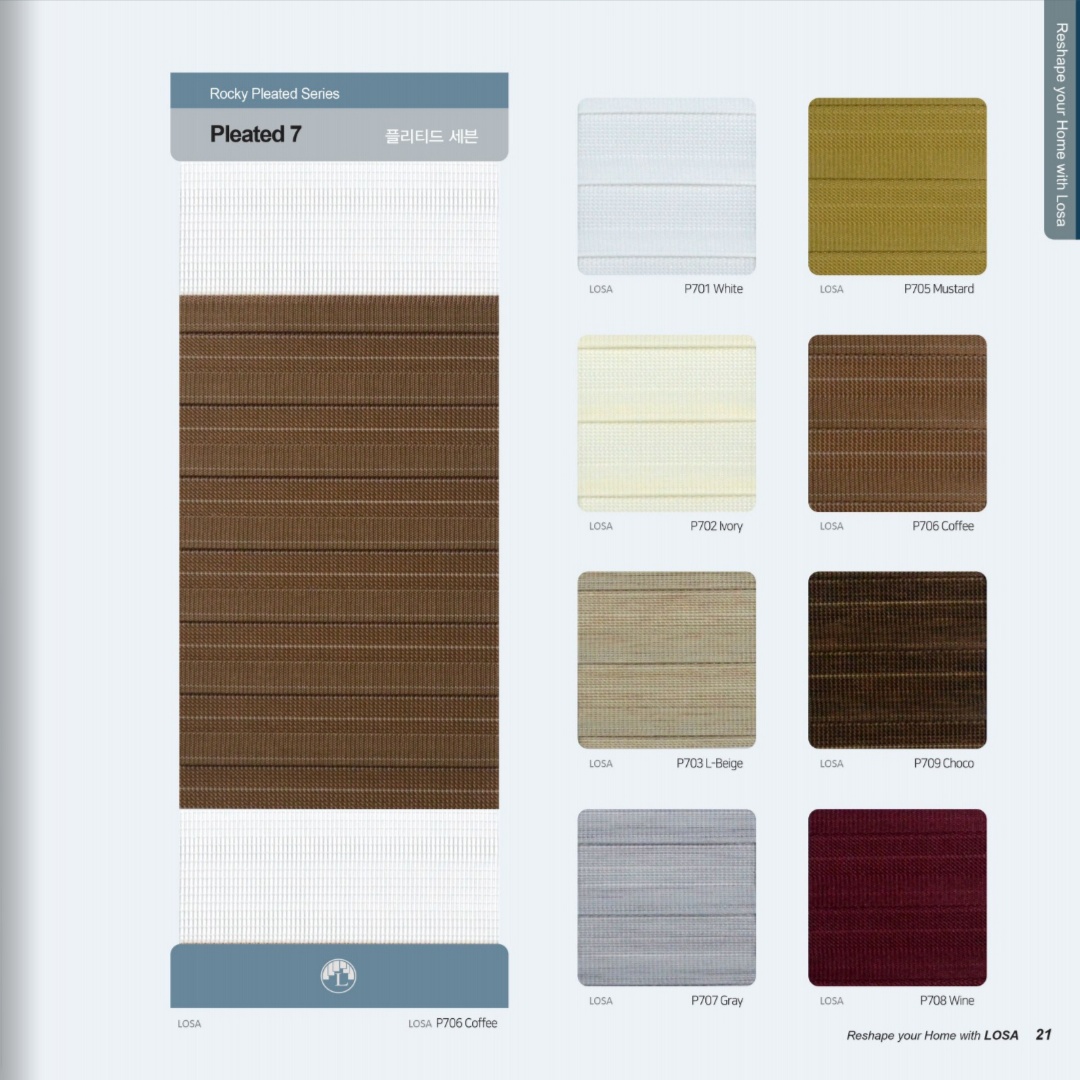 Reshape your Home with Losa
Rocky Pleated Series
Pleated 7 플리티드 세븐
LOSA P701 White
LOSA P705 Mustard
LOSA P702 Ivory
LOSA P706 Coffee
LOSA P703 L-Beige
LOSA P709 Choco
LOSA P707 Gray
LOSA P708 Wine
L
LOSA LOSA P706 Coffee
Reshape your Home with LOSA 21